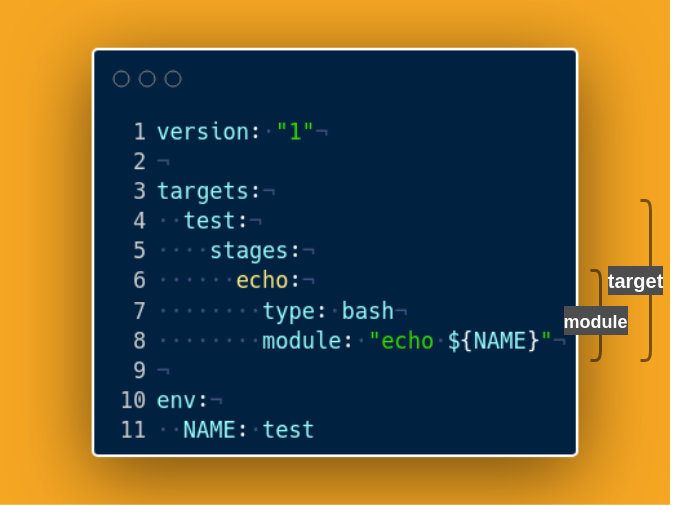 1 version: "1"
2
3 targets:
4   test:
5     stages:
6       echo:
7         type: bash
8         module: "echo ${NAME}"
9
10 env:
11   NAME: test
target
module